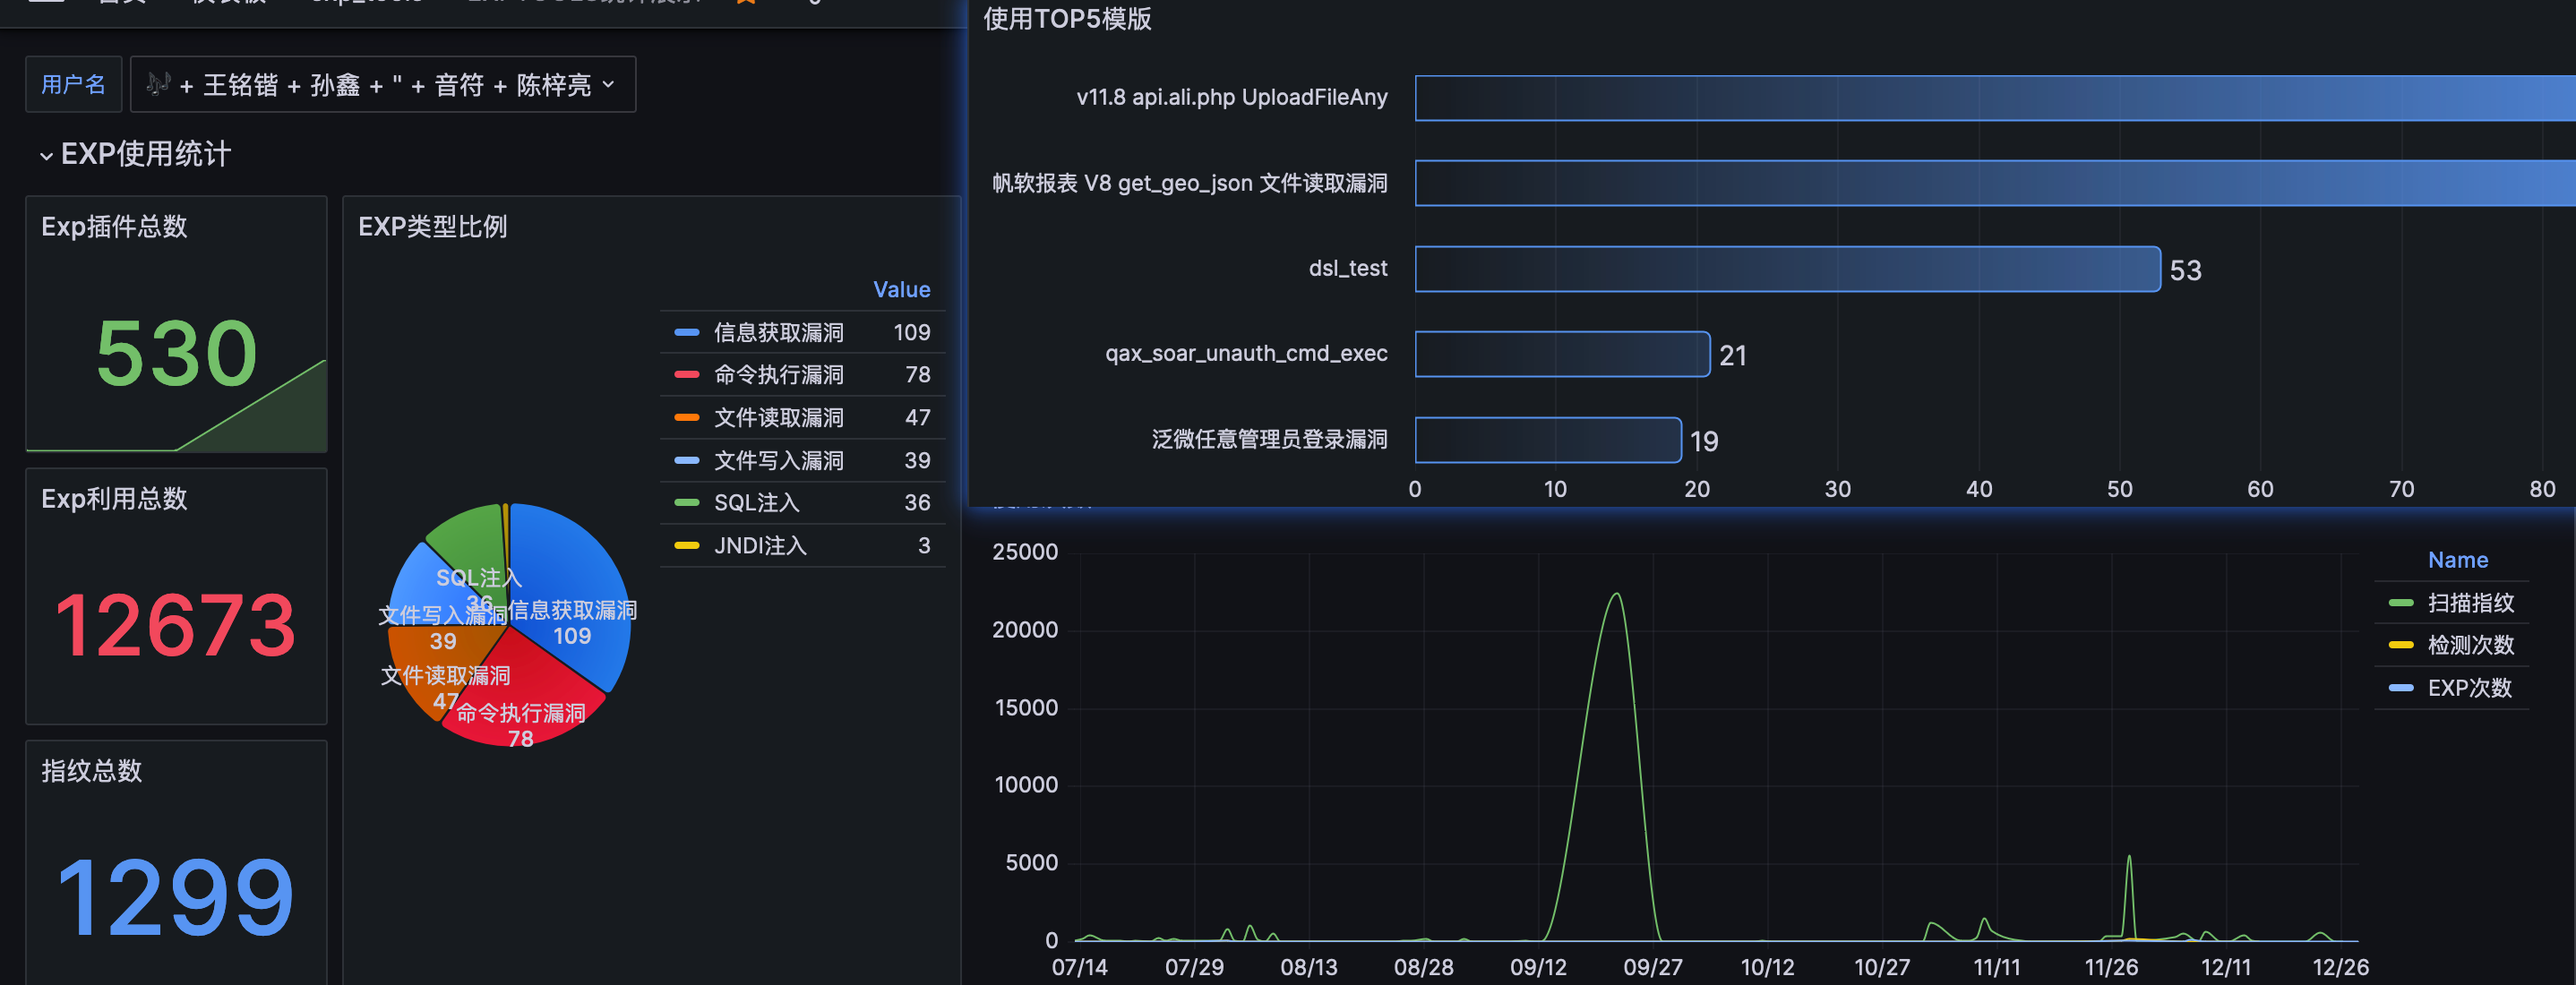 用户名
+ 王铭锴 + 孙鑫 + " + 音符 + 陈梓亮
EXP使用统计
Exp插件总数
530
Exp利用总数
12673
指纹总数
1299
EXP类型比例
Value
信息获取漏洞 109
命令执行漏洞 78
文件读取漏洞 47
文件写入漏洞 39
SQL注入 36
JNDI注入 3
SQL注入
36
文件写入漏洞
39
信息获取漏洞
109
文件读取漏洞
47
命令执行漏洞
78
使用TOP5模版
v11.8 api.ali.php UploadFileAny
帆软报表 V8 get_geo_json 文件读取漏洞
dsl_test 53
qax_soar_unauth_cmd_exec 21
泛微任意管理员登录漏洞 19
0 10 20 30 40 50 60 70 80
25000
20000
15000
10000
5000
0
07/14 07/29 08/13 08/28 09/12 09/27 10/12 10/27 11/11 11/26 12/11 12/26
Name
扫描指纹
检测次数
EXP次数